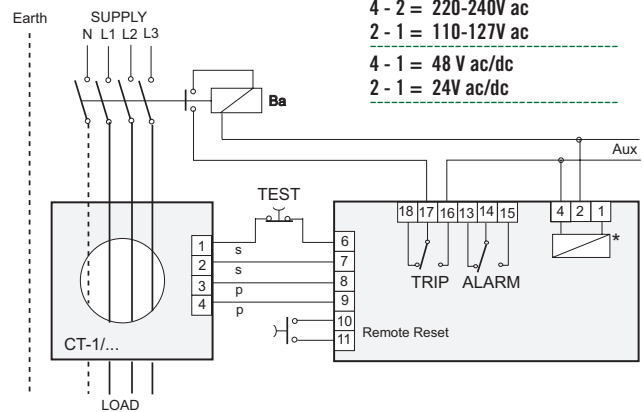 Earth
SUPPLY
N L1 L2 L3
4 - 2 = 220-240V ac
2 - 1 = 110-127V ac
4 - 1 = 48 V ac/dc
2 - 1 = 24V ac/dc
Ba
Aux
TEST
18 17 16 13 14 15
4 2 1
*
TRIP ALARM
1 s 6
2 s 7
3 p 8
4 p 9
10
11
Remote Reset
CT-1/...
LOAD